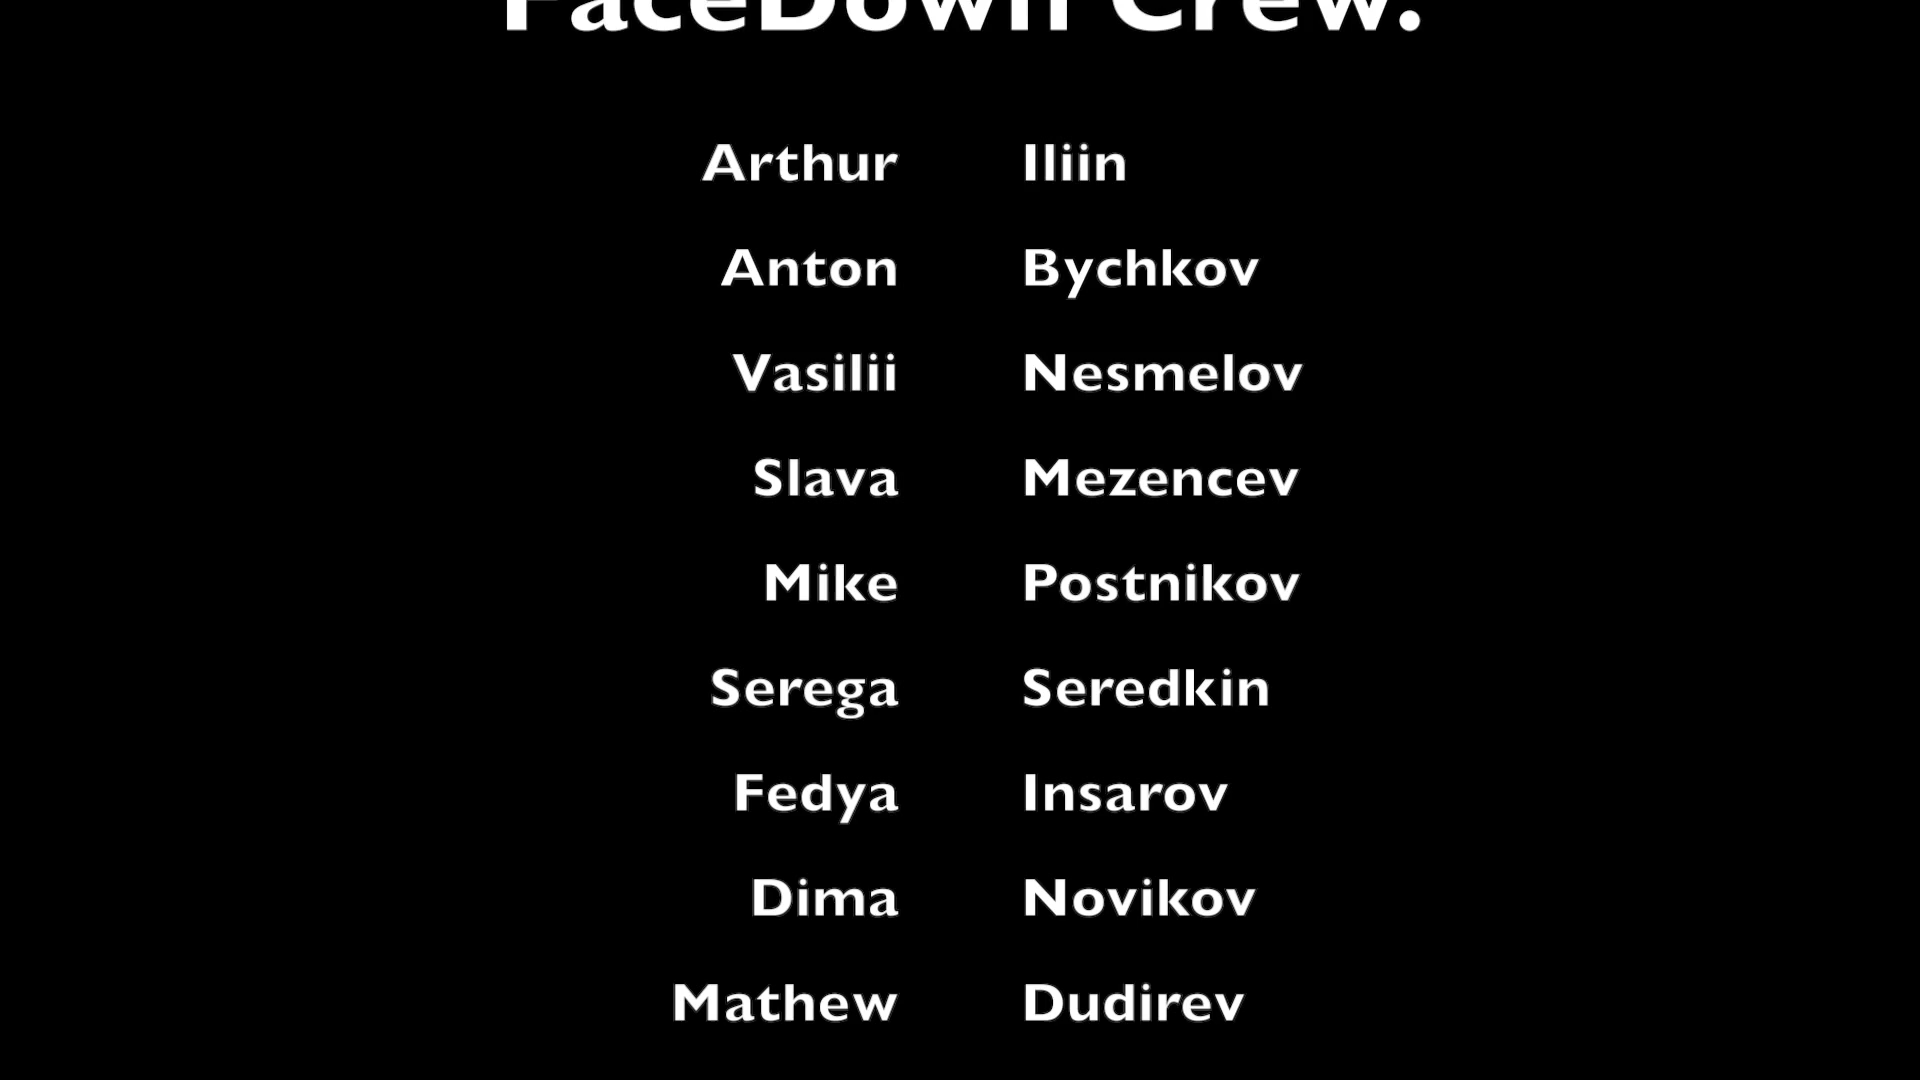 FaceDown Crew.
Arthur Iliin
Anton Bychkov
Vasilii Nesmelov
Slava Mezencev
Mike Postnikov
Serega Seredkin
Fedya Insarov
Dima Novikov
Mathew Dudirev